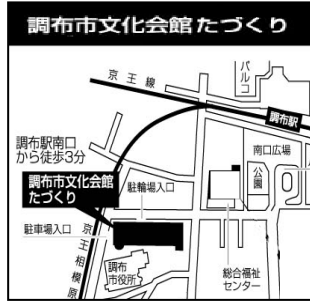 調布市文化会館たづくり
パルコ
京王線
調布駅
調布駅南口
から徒歩3分
南口広場
公園
調布市文化会館
たづくり
駐輪場入口
駐車場入口
京王相模原
調布
市役所
総合福祉
センター